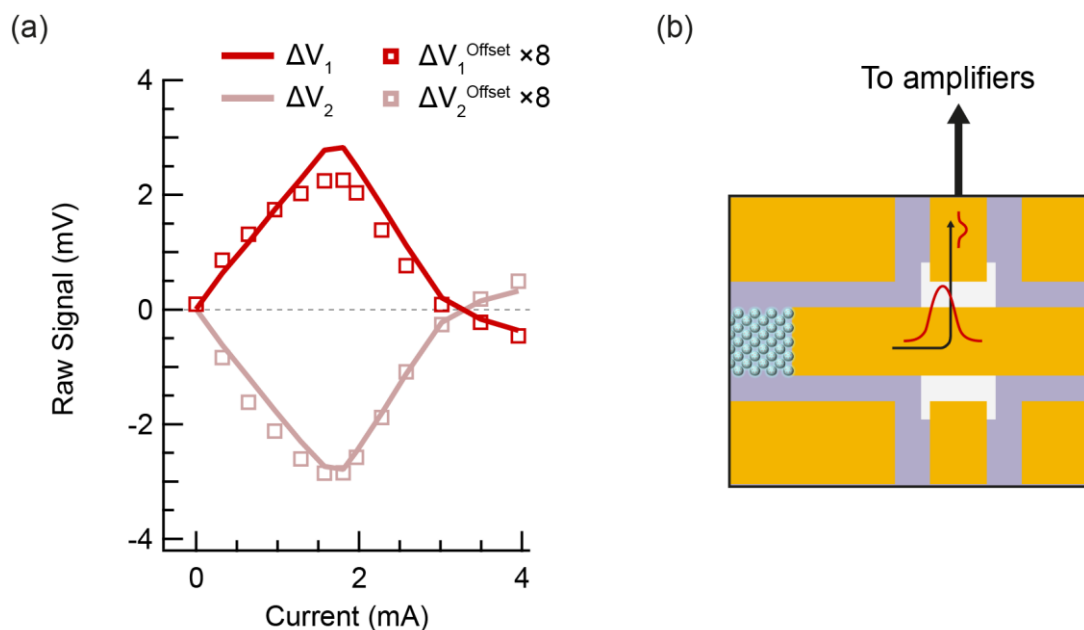 (a)
ΔV₁
ΔV₁ᴼᶠᶠˢᵉᵗ ×8
ΔV₂
ΔV₂ᴼᶠᶠˢᵉᵗ ×8
4
2
0
-2
-4
Raw Signal (mV)
0
2
4
Current (mA)
(b)
To amplifiers